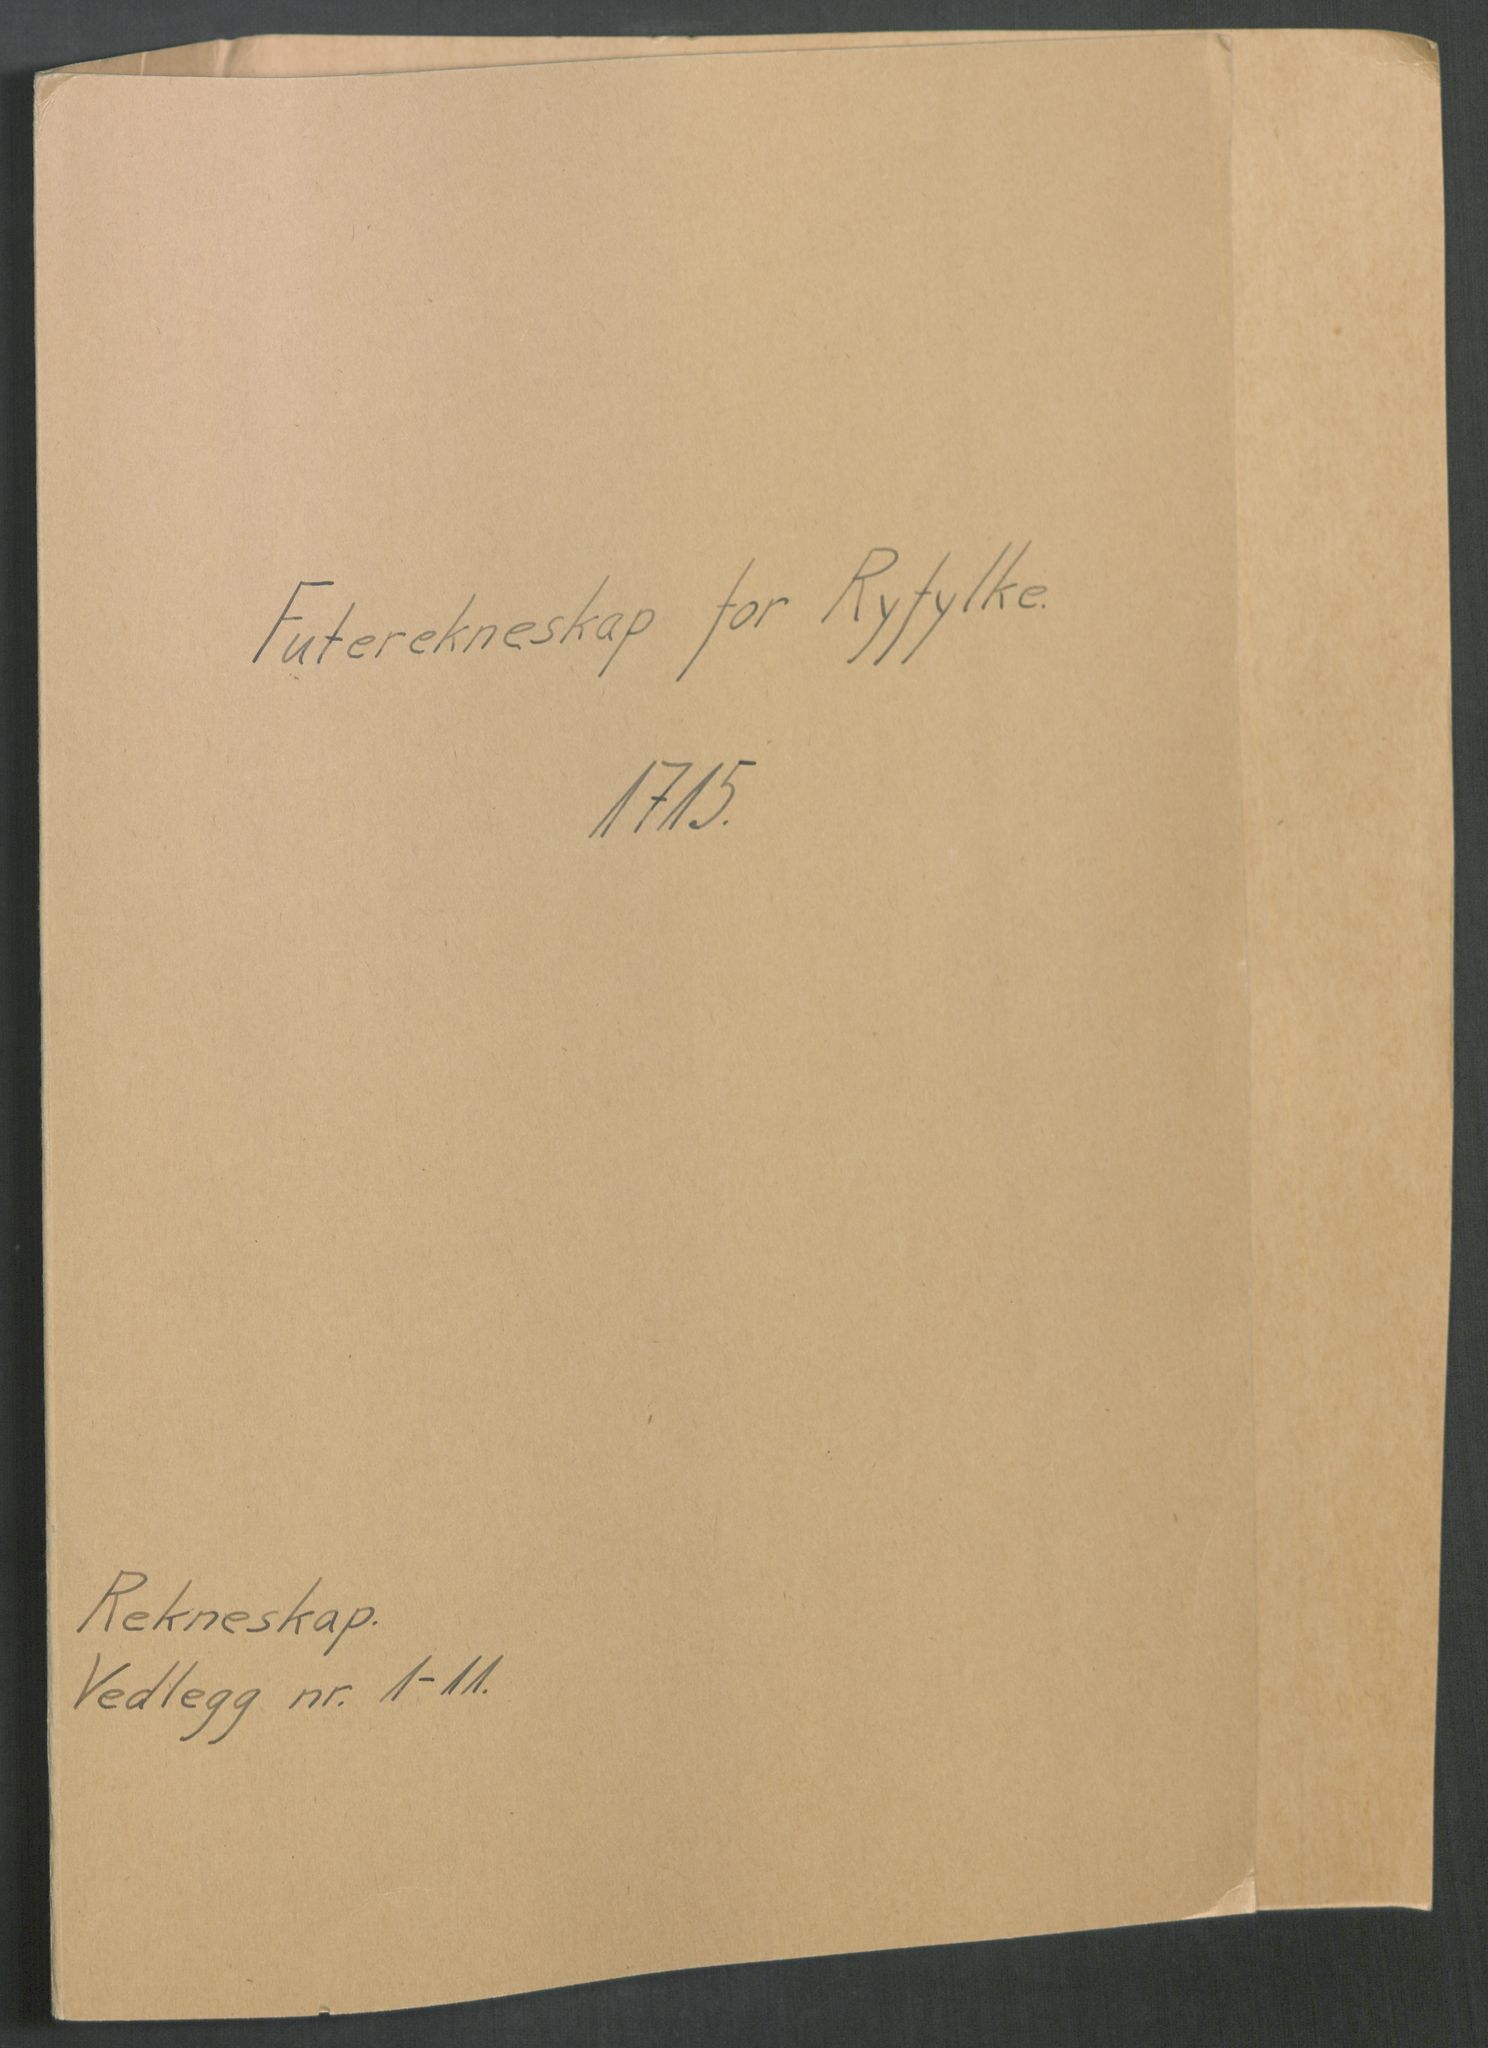 Futerekneskap for Ryfylke.
1715.
Rekneskap.
Vedlegg nr. 1-11.